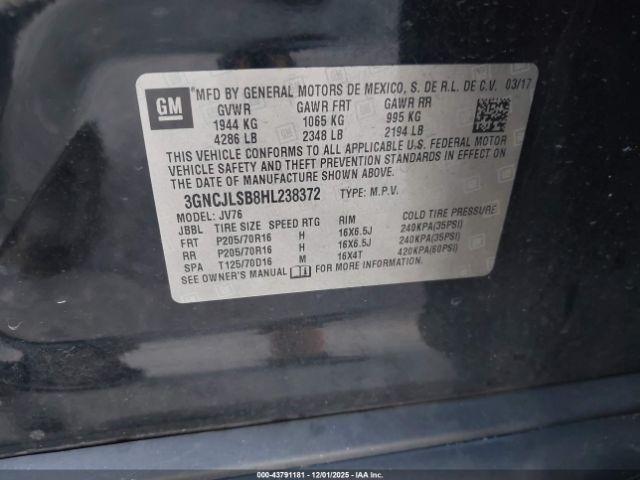 GM
*MFD BY GENERAL MOTORS DE MEXICO, S. DE R.L. DE C.V. 03/17
GVWR GAWR FRT GAWR RR
1944 KG 1065 KG 995 KG
4286 LB 2348 LB 2194 LB
THIS VEHICLE CONFORMS TO ALL APPLICABLE U.S. FEDERAL MOTOR
VEHICLE SAFETY AND THEFT PREVENTION STANDARDS IN EFFECT ON
THE DATE OF MANUFACTURE SHOWN ABOVE.
3GNCJLSB8HL238372 TYPE: M.P.V.
MODEL: JV76
JBBL TIRE SIZE SPEED RTG RIM COLD TIRE PRESSURE
FRT P205/70R16 H 16X6.5J 240KPA(35PSI)
RR P205/70R16 H 16X6.5J 240KPA(35PSI)
SPA T125/70D16 M 16X4T 420KPA(60PSI)
SEE OWNER'S MANUAL FOR MORE INFORMATION
© IAA - 43791181 - 12/01/2025 - IAAI.COM